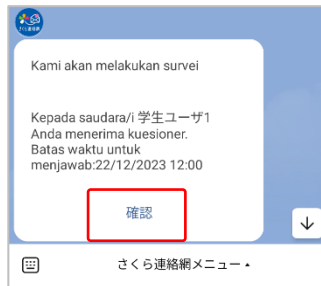 さくら連絡網
Kami akan melakukan survei
Kepada saudara/i 学生ユーザ1
Anda menerima kuesioner.
Batas waktu untuk
menjawab:22/12/2023 12:00
確認
さくら連絡網メニュー